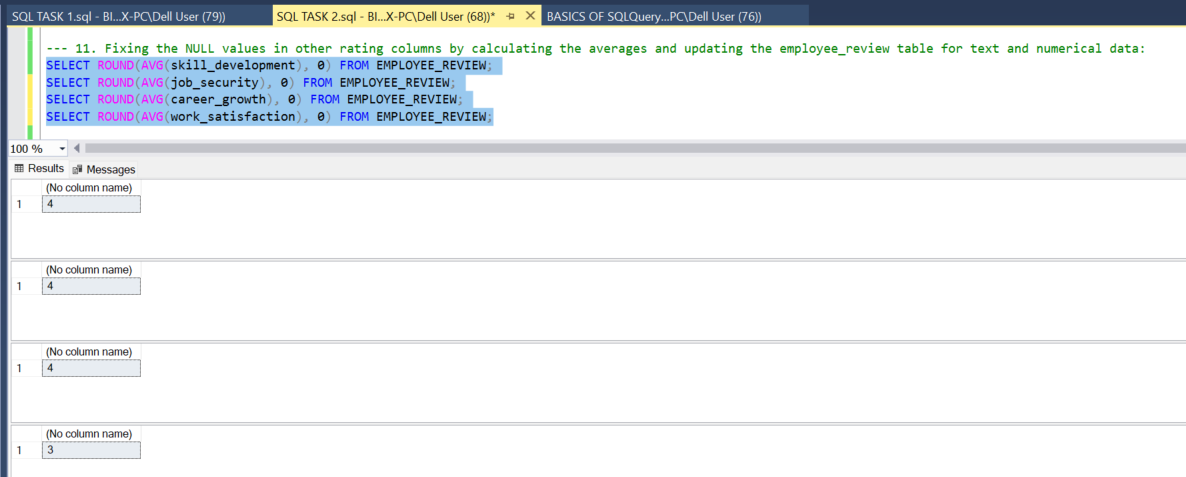 SQL TASK 1.sql - BI...X-PC\Dell User (79)) SQL TASK 2.sql - BI...X-PC\Dell User (68))* BASICS OF SQLQuery...PC\Dell User (76))
--- 11. Fixing the NULL values in other rating columns by calculating the averages and updating the employee_review table for text and numerical data:
SELECT ROUND(AVG(skill_development), 0) FROM EMPLOYEE_REVIEW;
SELECT ROUND(AVG(job_security), 0) FROM EMPLOYEE_REVIEW;
SELECT ROUND(AVG(career_growth), 0) FROM EMPLOYEE_REVIEW;
SELECT ROUND(AVG(work_satisfaction), 0) FROM EMPLOYEE_REVIEW;
100 %
Results Messages
(No column name)
1 4
(No column name)
1 4
(No column name)
1 4
(No column name)
1 3